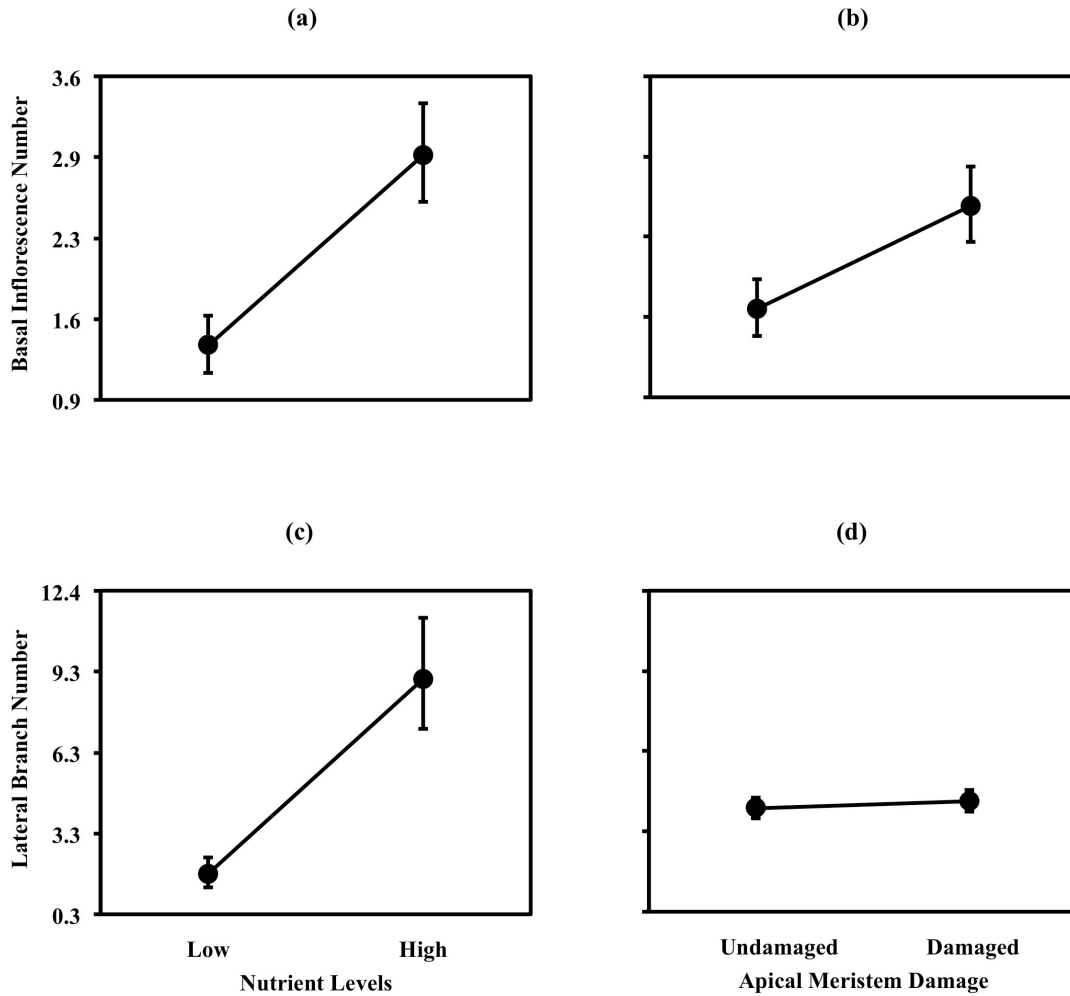 (a)
(b)
Basal Inflorescence Number
3.6
2.9
2.3
1.6
0.9
(c)
(d)
Lateral Branch Number
12.4
9.3
6.3
3.3
0.3
Low
High
Nutrient Levels
Undamaged
Damaged
Apical Meristem Damage